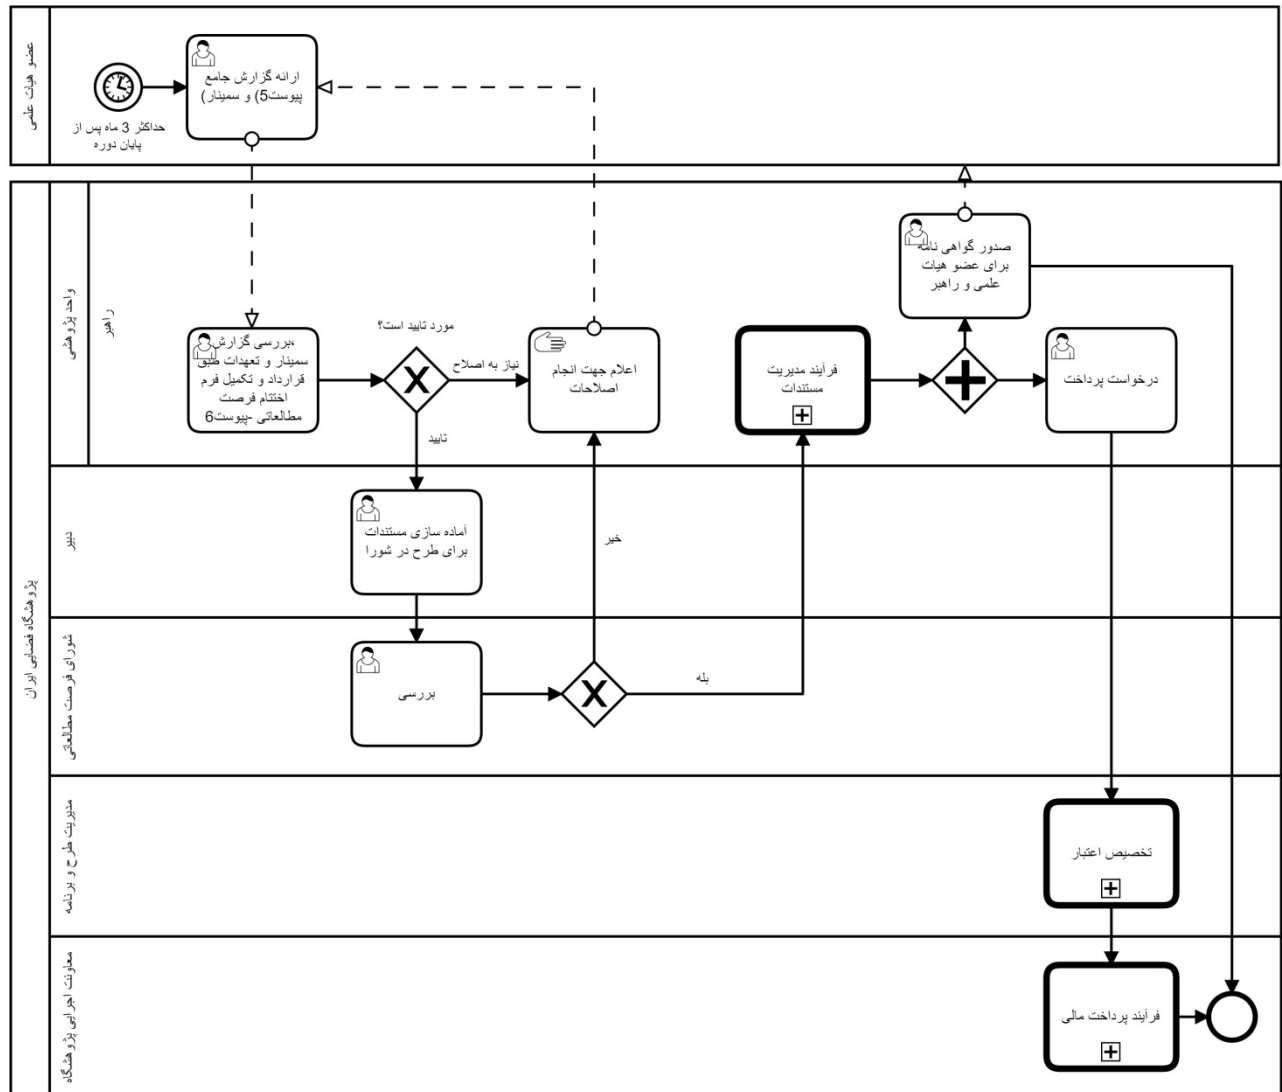 عضو هیات علمی
ارائه گزارش جامع
پیوست5) و سمینار)
حداکثر 3 ماه پس از
پایان دوره
پژوهشگاه فضایی ایران
واحد پژوهشی
راهبر
بررسی گزارش،
سمینار و تعهدات طبق
قرارداد و تکمیل فرم
اختتام فرصت
مطالعاتی -پیوست6
مورد تایید است؟
نیاز به اصلاح
تایید
اعلام جهت انجام
اصلاحات
فرآیند مدیریت
مستندات
صدور گواهی نامه
برای عضو هیات
علمی و راهبر
درخواست پرداخت
دبیر
آماده سازی مستندات
برای طرح در شورا
خیر
شورای فرصت مطالعاتی
بررسی
بله
مدیریت طرح و برنامه
تخصیص اعتبار
معاونت اجرایی پژوهشگاه
فرآیند پرداخت مالی